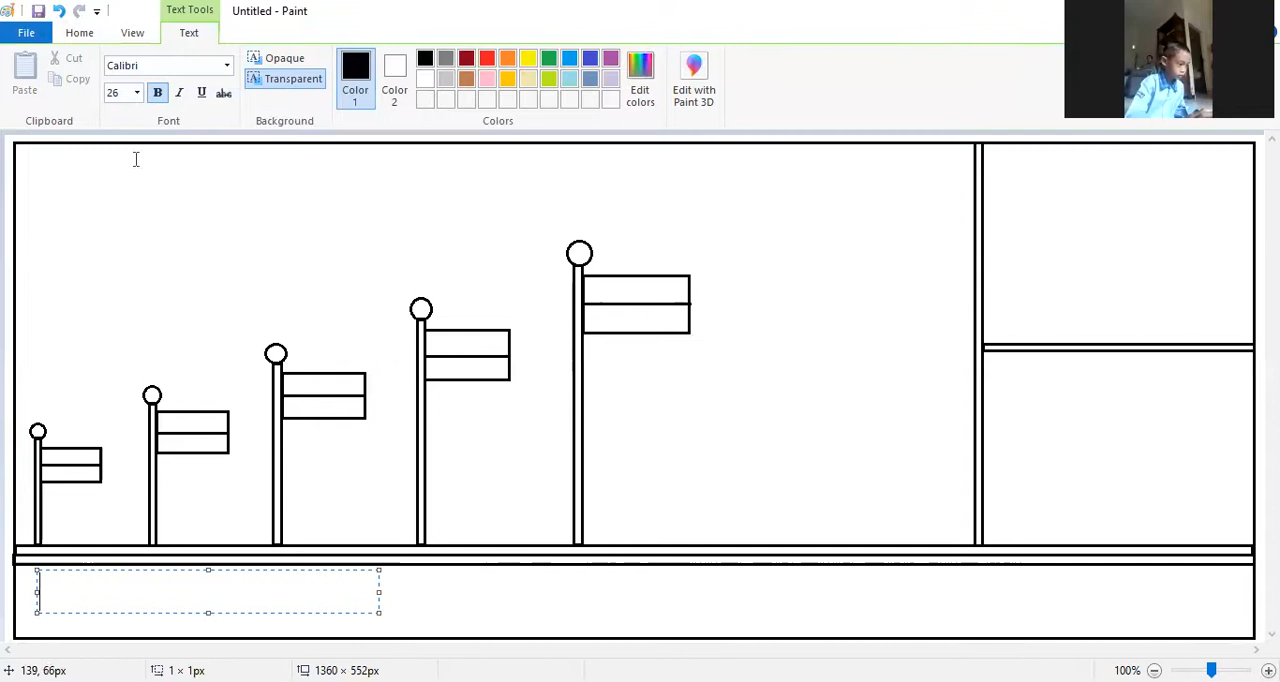 Text Tools
Untitled - Paint
File
Home
View
Text
Paste
Cut
Copy
Clipboard
Calibri
26
B
I
U
abc
Font
A
Opaque
A
Transparent
Background
Color
1
Color
2
Edit
colors
Edit with
Paint 3D
Colors
139, 66px
1 × 1px
1360 × 552px
100%